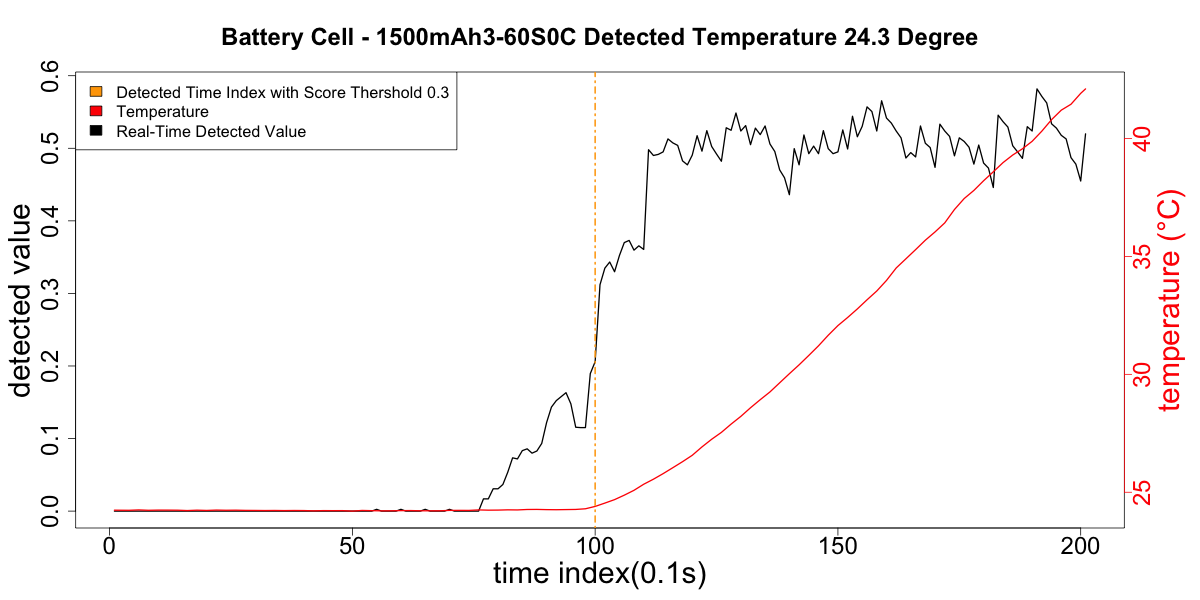 Battery Cell - 1500mAh3-60S0C Detected Temperature 24.3 Degree
Detected Time Index with Score Thershold 0.3
Temperature
Real-Time Detected Value
detected value
0.0 0.1 0.2 0.3 0.4 0.5 0.6
temperature (°C)
25 30 35 40
0 50 100 150 200
time index(0.1s)